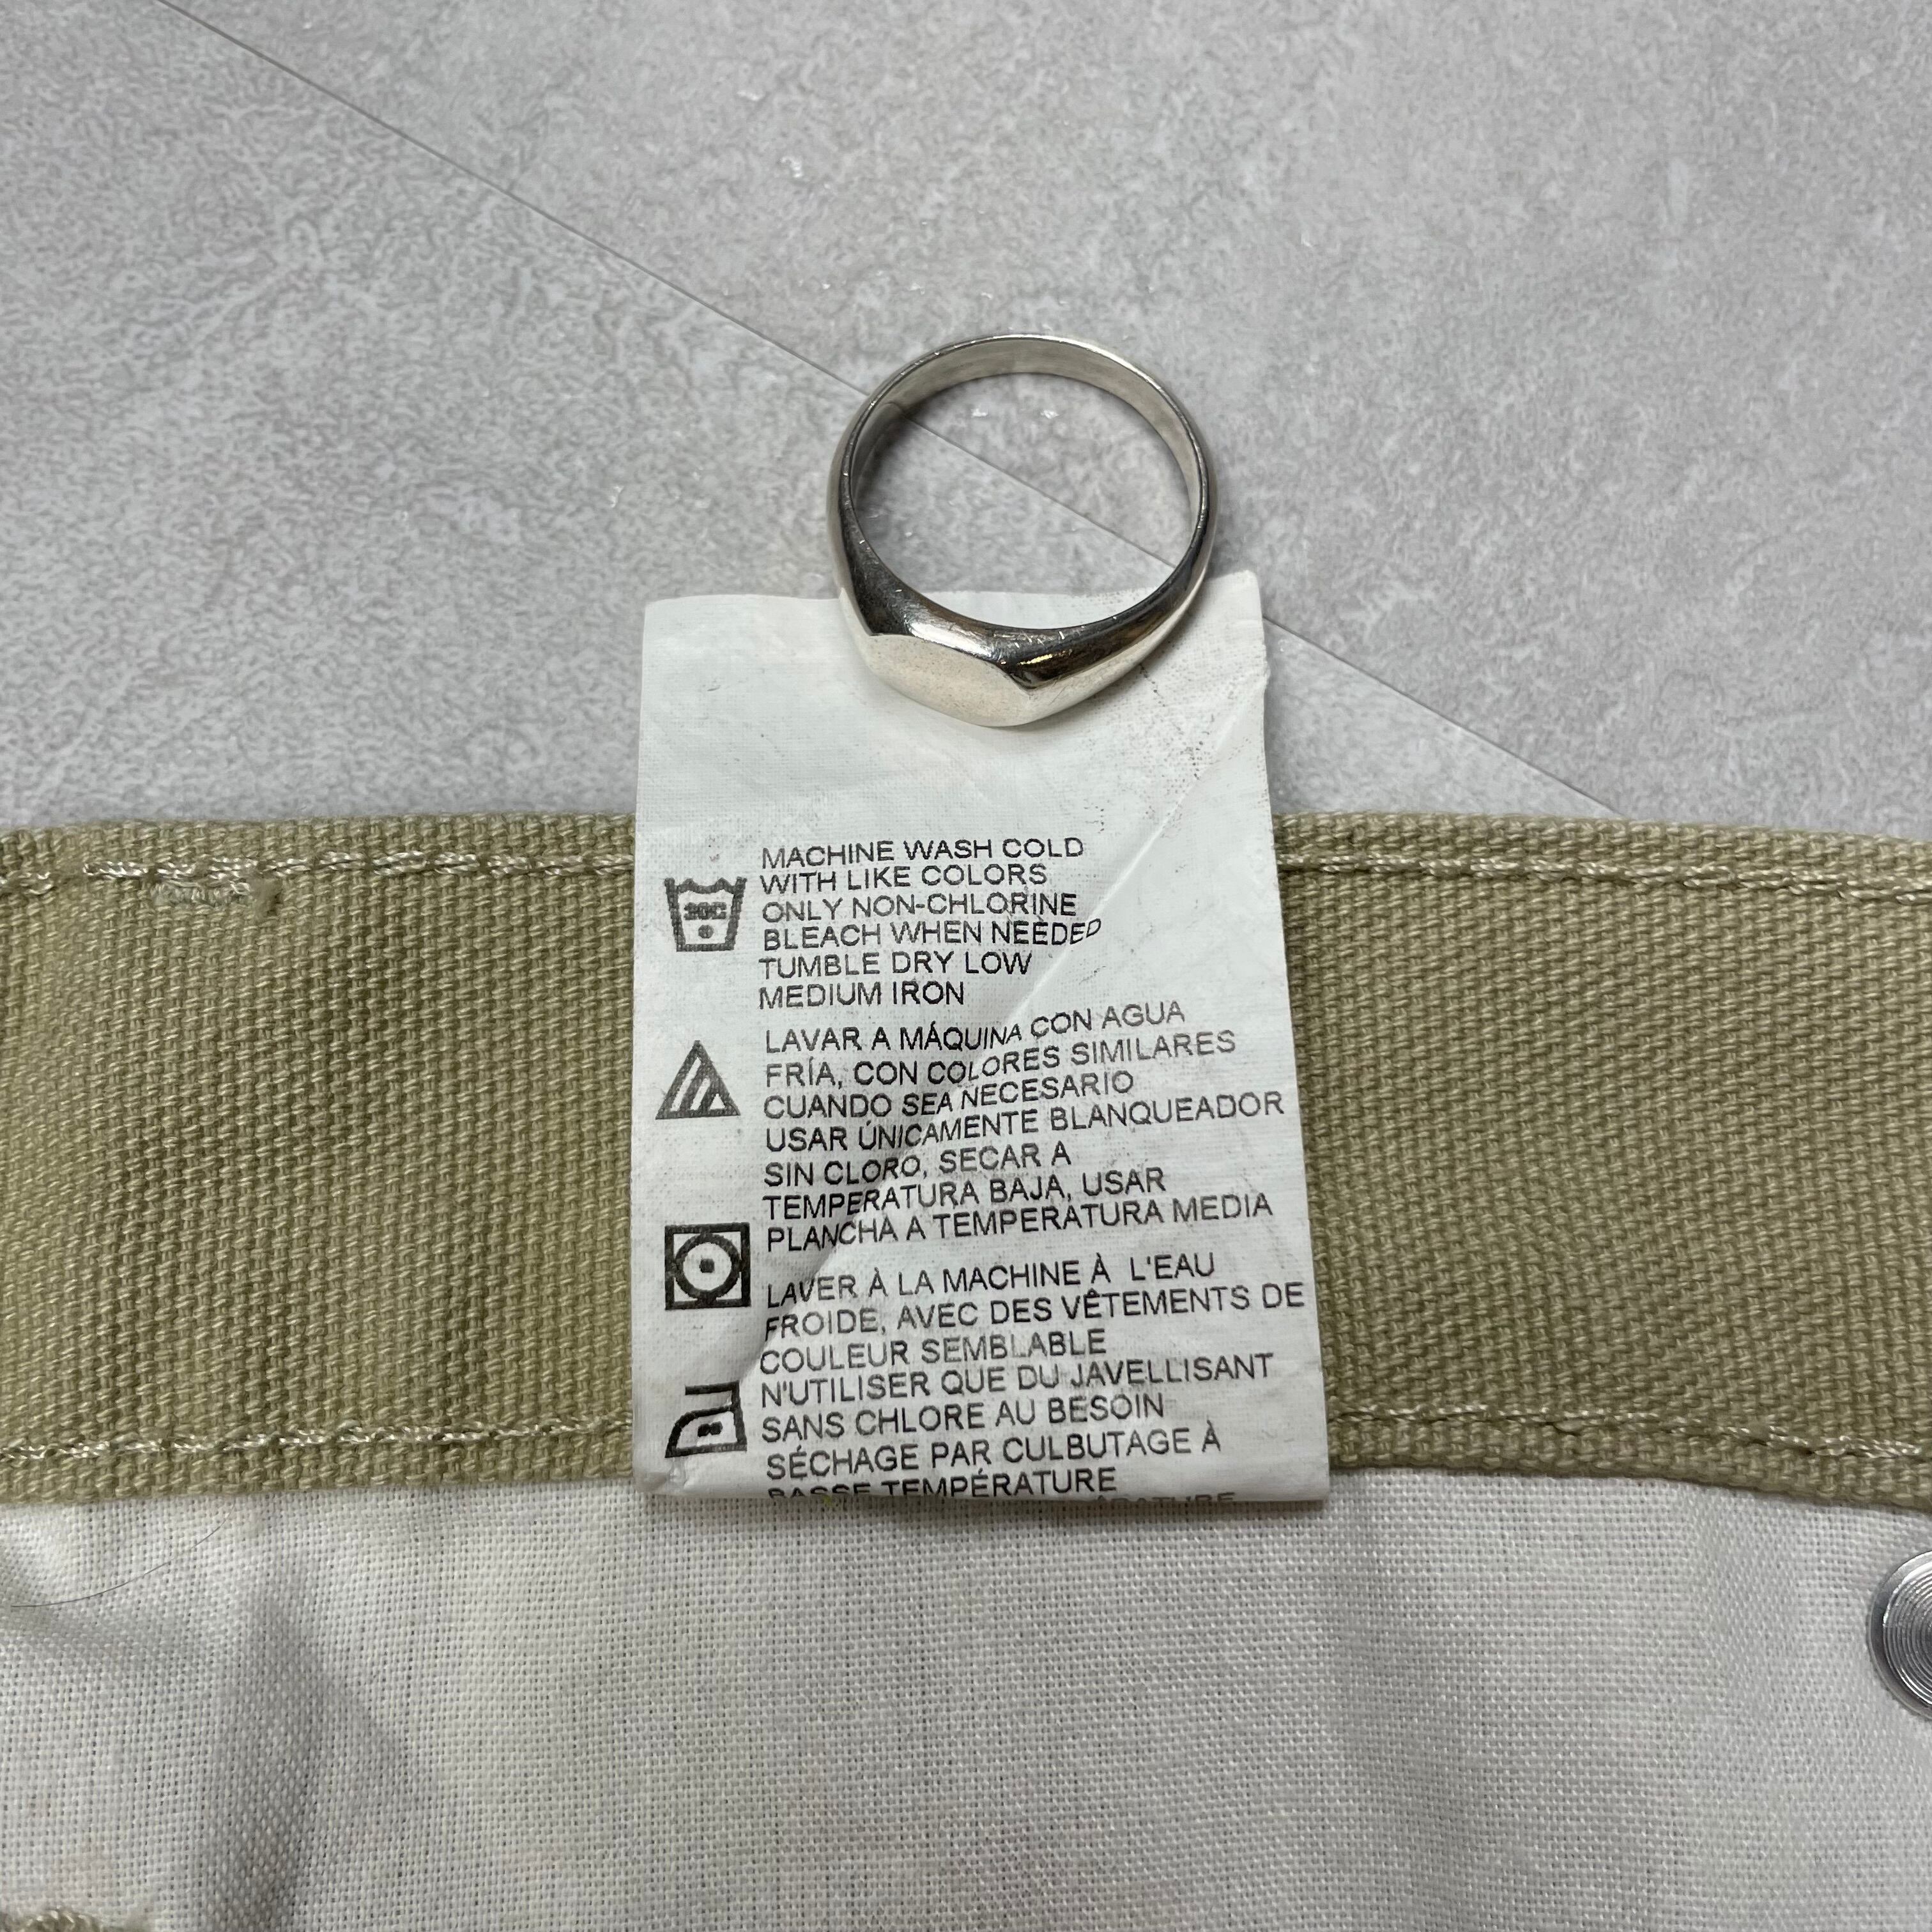 MACHINE WASH COLD
WITH LIKE COLORS
ONLY NON-CHLORINE
BLEACH WHEN NEEDED
TUMBLE DRY LOW
MEDIUM IRON
30C
LAVAR A MÁQUINA CON AGUA
FRÍA, CON COLORES SIMILARES
CUANDO SEA NECESARIO
USAR ÚNICAMENTE BLANQUEADOR
SIN CLORO, SECAR A
TEMPERATURA BAJA, USAR
PLANCHA A TEMPERATURA MEDIA
LAVER À LA MACHINE À L'EAU
FROIDE, AVEC DES VÊTEMENTS DE
COULEUR SEMBLABLE
N'UTILISER QUE DU JAVELLISANT
SANS CHLORE AU BESOIN
SÉCHAGE PAR CULBUTAGE À
BASSE TEMPÉRATURE